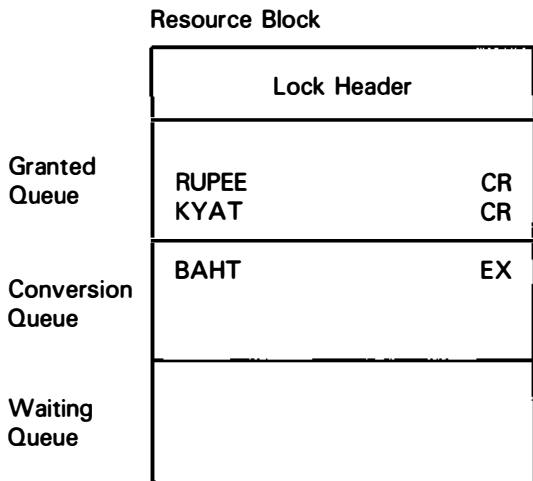 Resource Block
Lock Header
Granted
Queue
RUPEE CR
KYAT CR
Conversion
Queue
BAHT EX
Waiting
Queue